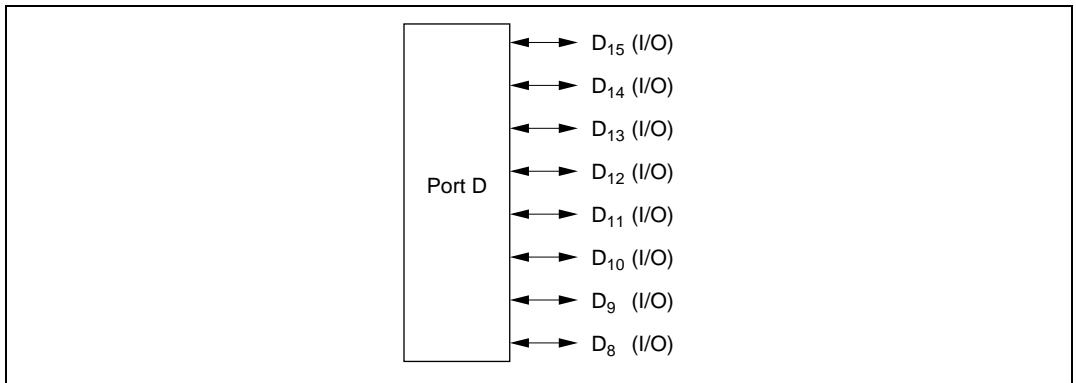 D15 (I/O)
D14 (I/O)
D13 (I/O)
D12 (I/O)
Port D
D11 (I/O)
D10 (I/O)
D9 (I/O)
D8 (I/O)